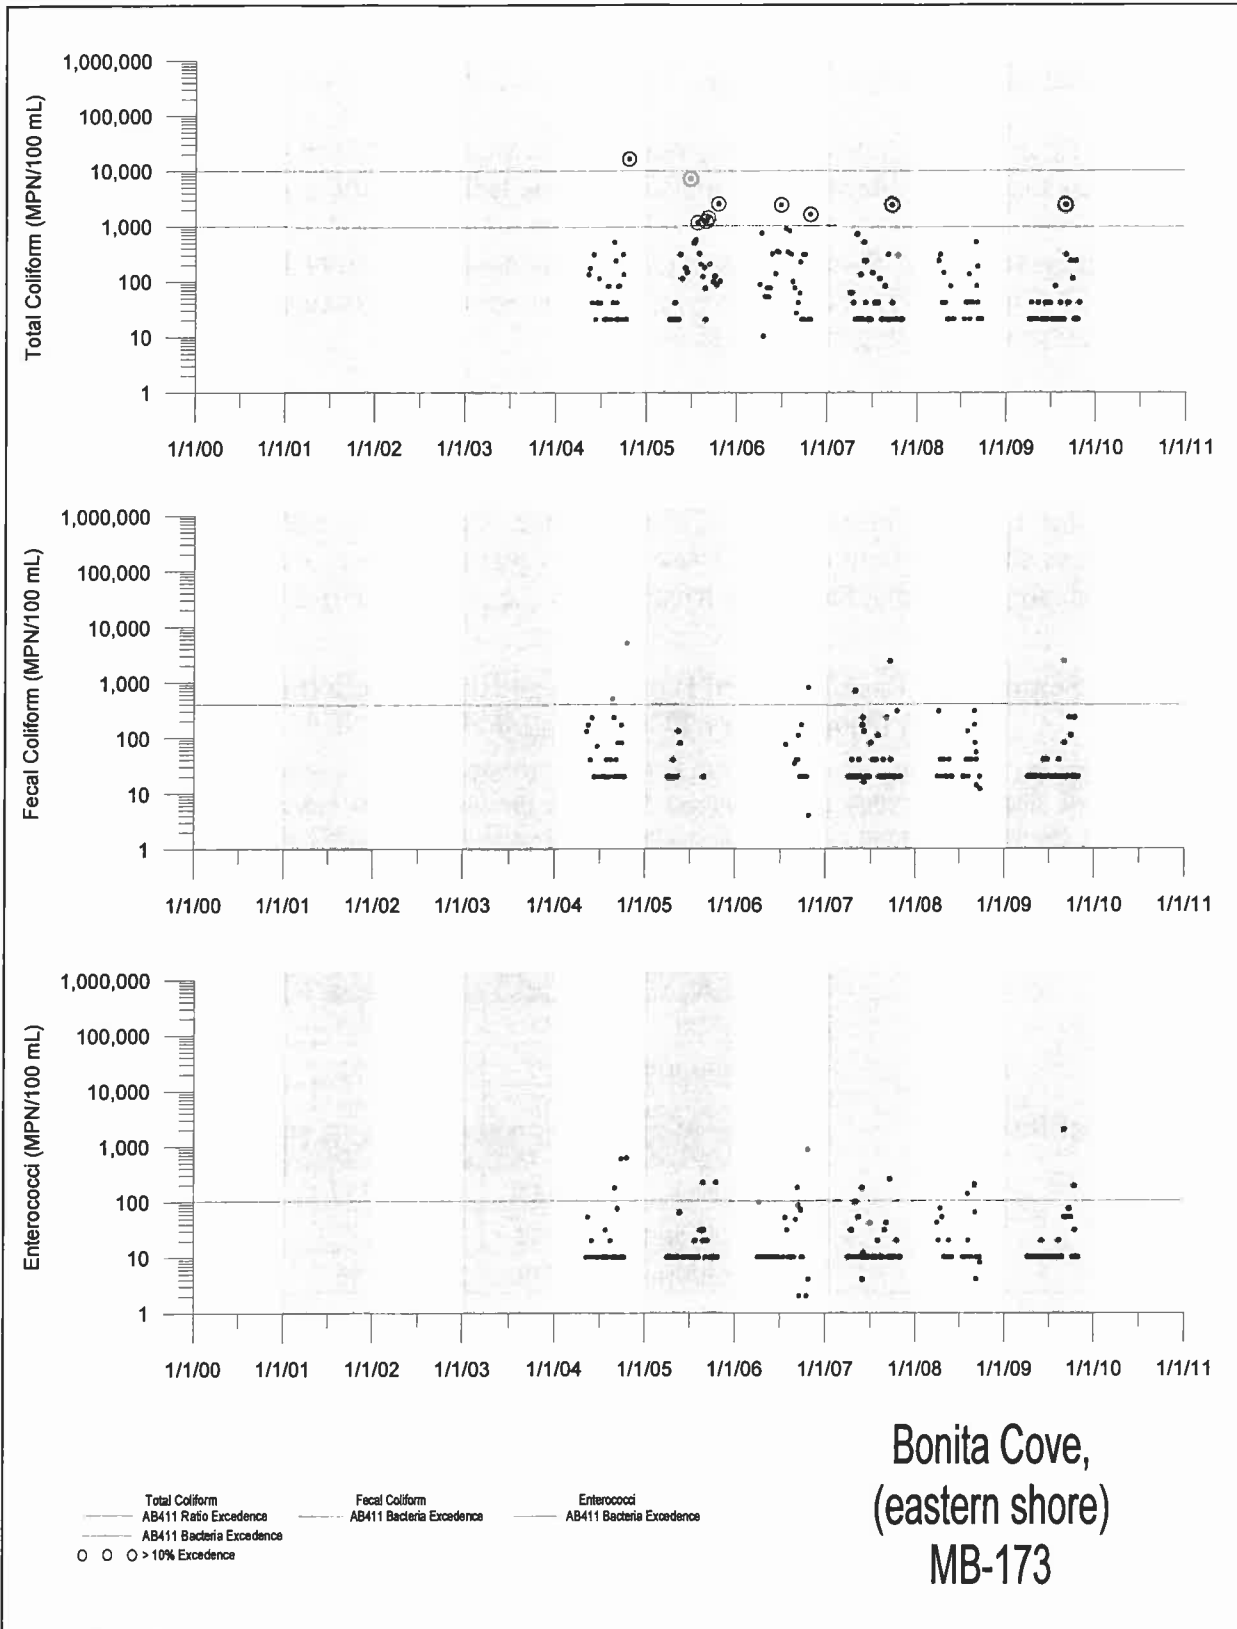 Total Coliform (MPN/100 mL)
1,000,000
100,000
10,000
1,000
100
10
1
1/1/00 1/1/01 1/1/02 1/1/03 1/1/04 1/1/05 1/1/06 1/1/07 1/1/08 1/1/09 1/1/10 1/1/11
Fecal Coliform (MPN/100 mL)
1,000,000
100,000
10,000
1,000
100
10
1
1/1/00 1/1/01 1/1/02 1/1/03 1/1/04 1/1/05 1/1/06 1/1/07 1/1/08 1/1/09 1/1/10 1/1/11
Enterococci (MPN/100 mL)
1,000,000
100,000
10,000
1,000
100
10
1
1/1/00 1/1/01 1/1/02 1/1/03 1/1/04 1/1/05 1/1/06 1/1/07 1/1/08 1/1/09 1/1/10 1/1/11
Total Coliform
AB411 Ratio Excedence
AB411 Bacteria Excedence
> 10% Excedence
Fecal Coliform
AB411 Bacteria Excedence
Enterococci
AB411 Bacteria Excedence
Bonita Cove,
(eastern shore)
MB-173